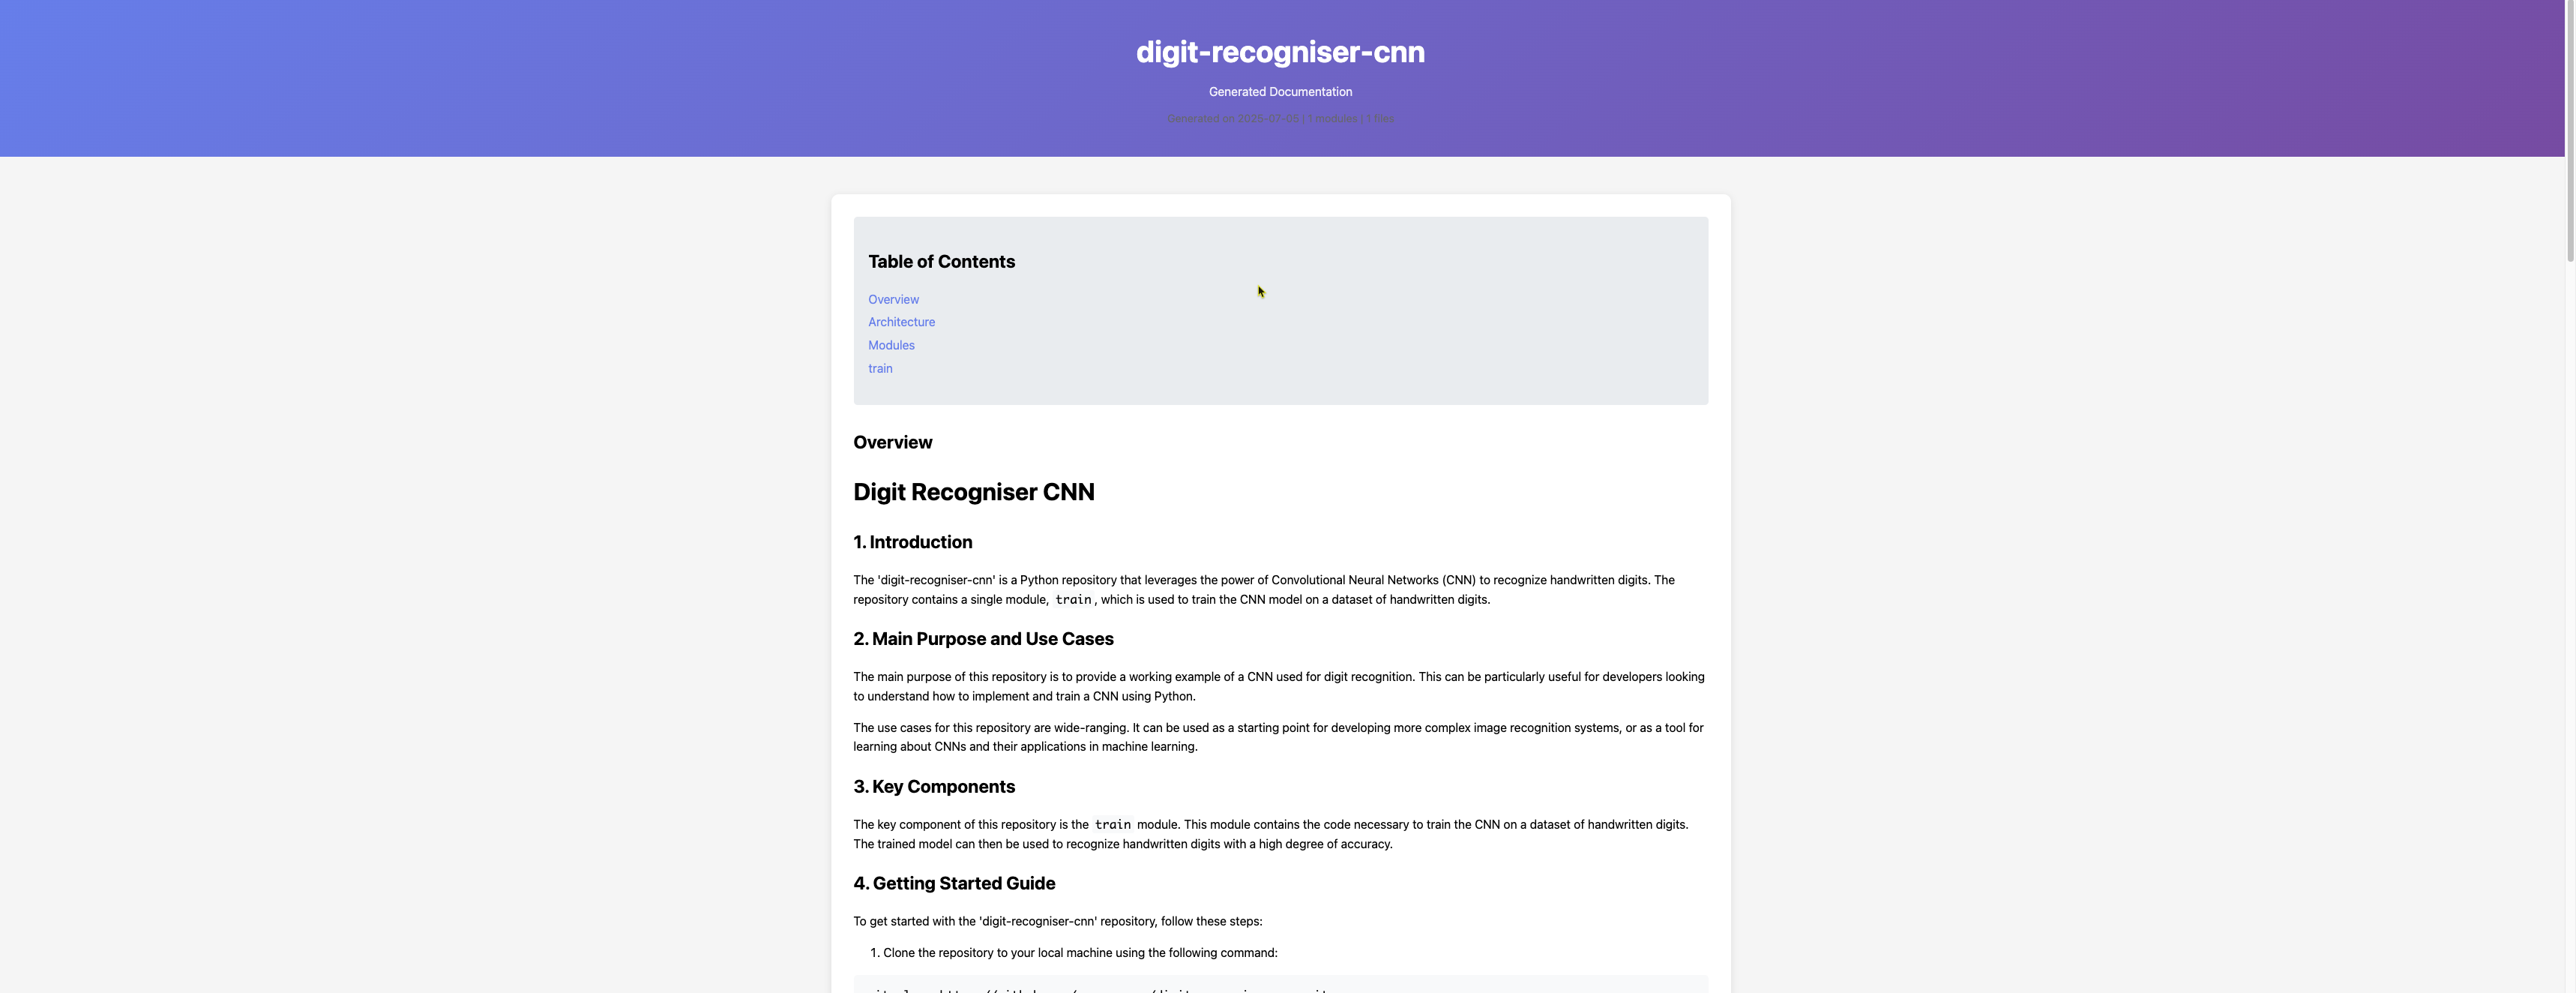 digit-recogniser-cnn
Generated Documentation
Generated on 2025-07-05 | 1 modules | 1 files
Table of Contents
Overview
Architecture
Modules
train
Overview
Digit Recogniser CNN
1. Introduction
The 'digit-recogniser-cnn' is a Python repository that leverages the power of Convolutional Neural Networks (CNN) to recognize handwritten digits. The
repository contains a single module, train, which is used to train the CNN model on a dataset of handwritten digits.
2. Main Purpose and Use Cases
The main purpose of this repository is to provide a working example of a CNN used for digit recognition. This can be particularly useful for developers looking
to understand how to implement and train a CNN using Python.
The use cases for this repository are wide-ranging. It can be used as a starting point for developing more complex image recognition systems, or as a tool for
learning about CNNs and their applications in machine learning.
3. Key Components
The key component of this repository is the train module. This module contains the code necessary to train the CNN on a dataset of handwritten digits.
The trained model can then be used to recognize handwritten digits with a high degree of accuracy.
4. Getting Started Guide
To get started with the 'digit-recogniser-cnn' repository, follow these steps:
1. Clone the repository to your local machine using the following command: